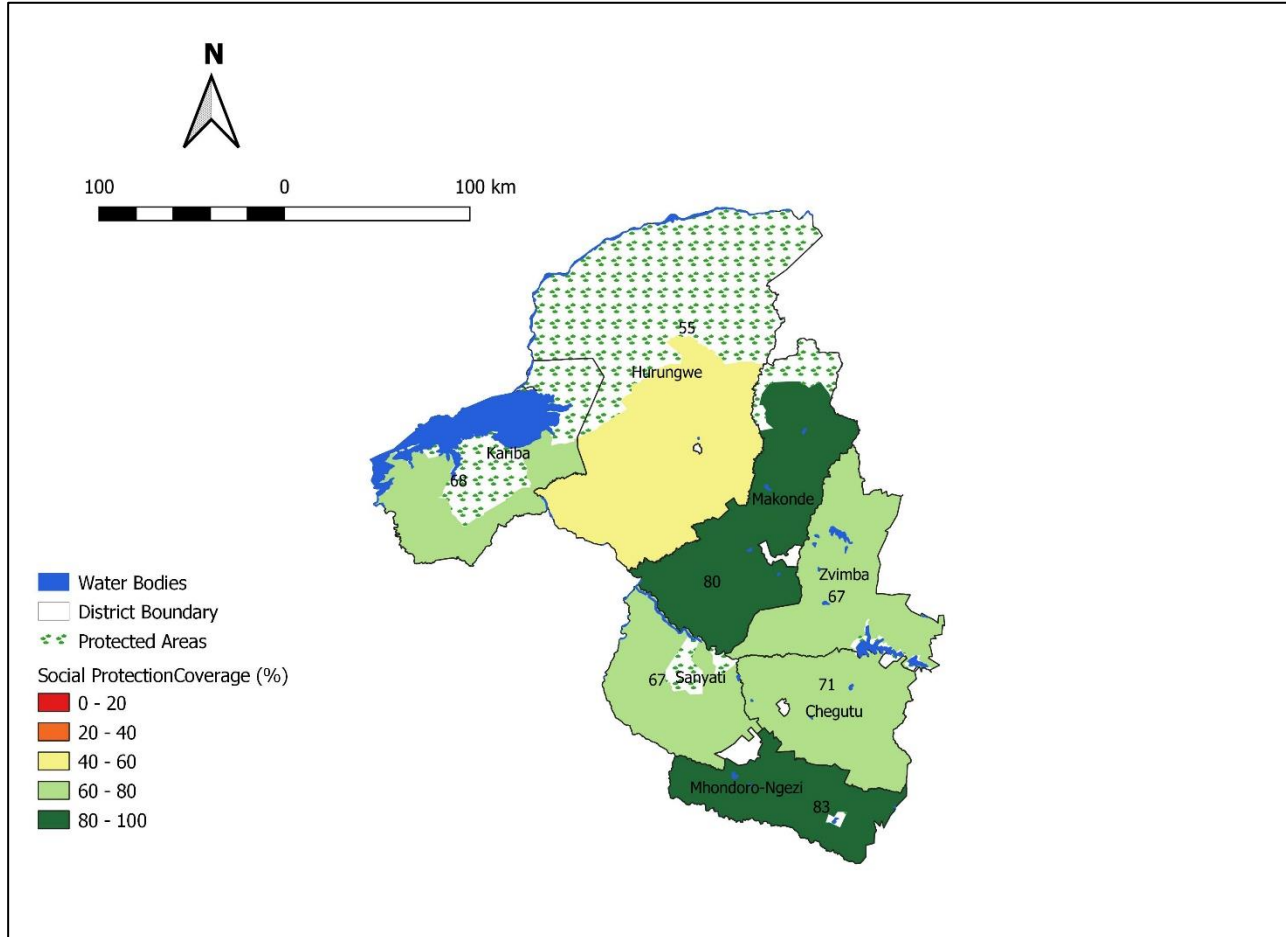 N
100 0 100 km
55
Hurungwe
Kariba
68
Makonde
80
Zvimba
67
67
Sanyati
71
Chegutu
Mhondoro-Ngezi
83
Water Bodies
District Boundary
Protected Areas
Social ProtectionCoverage (%)
0 - 20
20 - 40
40 - 60
60 - 80
80 - 100